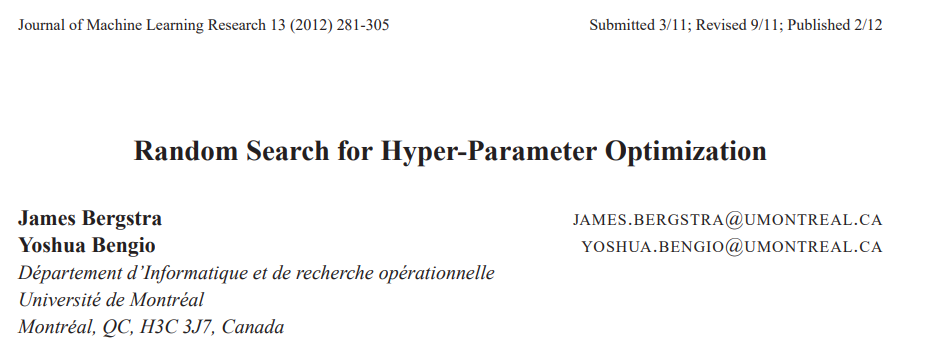 Journal of Machine Learning Research 13 (2012) 281-305 Submitted 3/11; Revised 9/11; Published 2/12
Random Search for Hyper-Parameter Optimization
James Bergstra JAMES.BERGSTRA@UMONTREAL.CA
Yoshua Bengio YOSHUA.BENGIO@UMONTREAL.CA
Département d'Informatique et de recherche opérationnelle
Université de Montréal
Montréal, QC, H3C 3J7, Canada